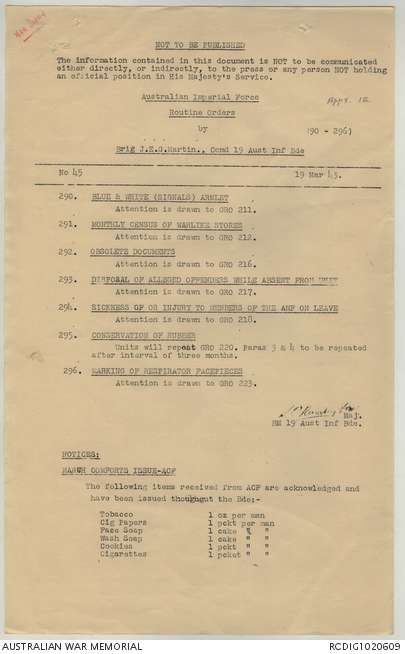 NOT TO BE PUBLISHED
The information contained in this document is NOT to be communicated
either directly, or indirectly, to the press or any person NOT holding
an official position in His Majesty's Service.
Australian Imperial Force
Routine Orders
by
(90 - 296)
Brig J.E.G.Martin., Comd 19 Aust Inf Bde
No 45 19 Mar 43.
290. BLUE & WHITE (SIGNALS) ARMLET
Attention is drawn to GRO 211.
291. MONTHLY CENSUS OF WARLIKE STORES
Attention is drawn to GRO 212.
292. OBSOLETE DOCUMENTS
Attention is drawn to GRO 216.
293. DISPOSAL OF ALLEGED OFFENDERS WHILE ABSENT FROM UNIT
Attention is drawn to GRO 217.
294. SICKNESS OF OR INJURY TO MEMBERS OF THE AMF ON LEAVE
Attention is drawn to GRO 218.
295. CONSERVATION OF RUBBER
Units will repeat GRO 220. Paras 3 & 4 to be repeated
after interval of three months.
296. MARKING OF RESPIRATOR FACEPIECES
Attention is drawn to GRO 223.
Maj.
BM 19 Aust Inf Bde.
NOTICES:
MARCH COMFORTS ISSUE-ACF
The following items received from ACF are acknowledged and
have been issued thoughgut the Bde:-
Tobacco 1 oz per man
Cig Papers 1 pckt per man
Face Soap 1 cake " "
Wash Soap 1 cake " "
Cookies 1 pckt " "
Cigarettes 1 pcket " "
AUSTRALIAN WAR MEMORIAL RCDIG1020609